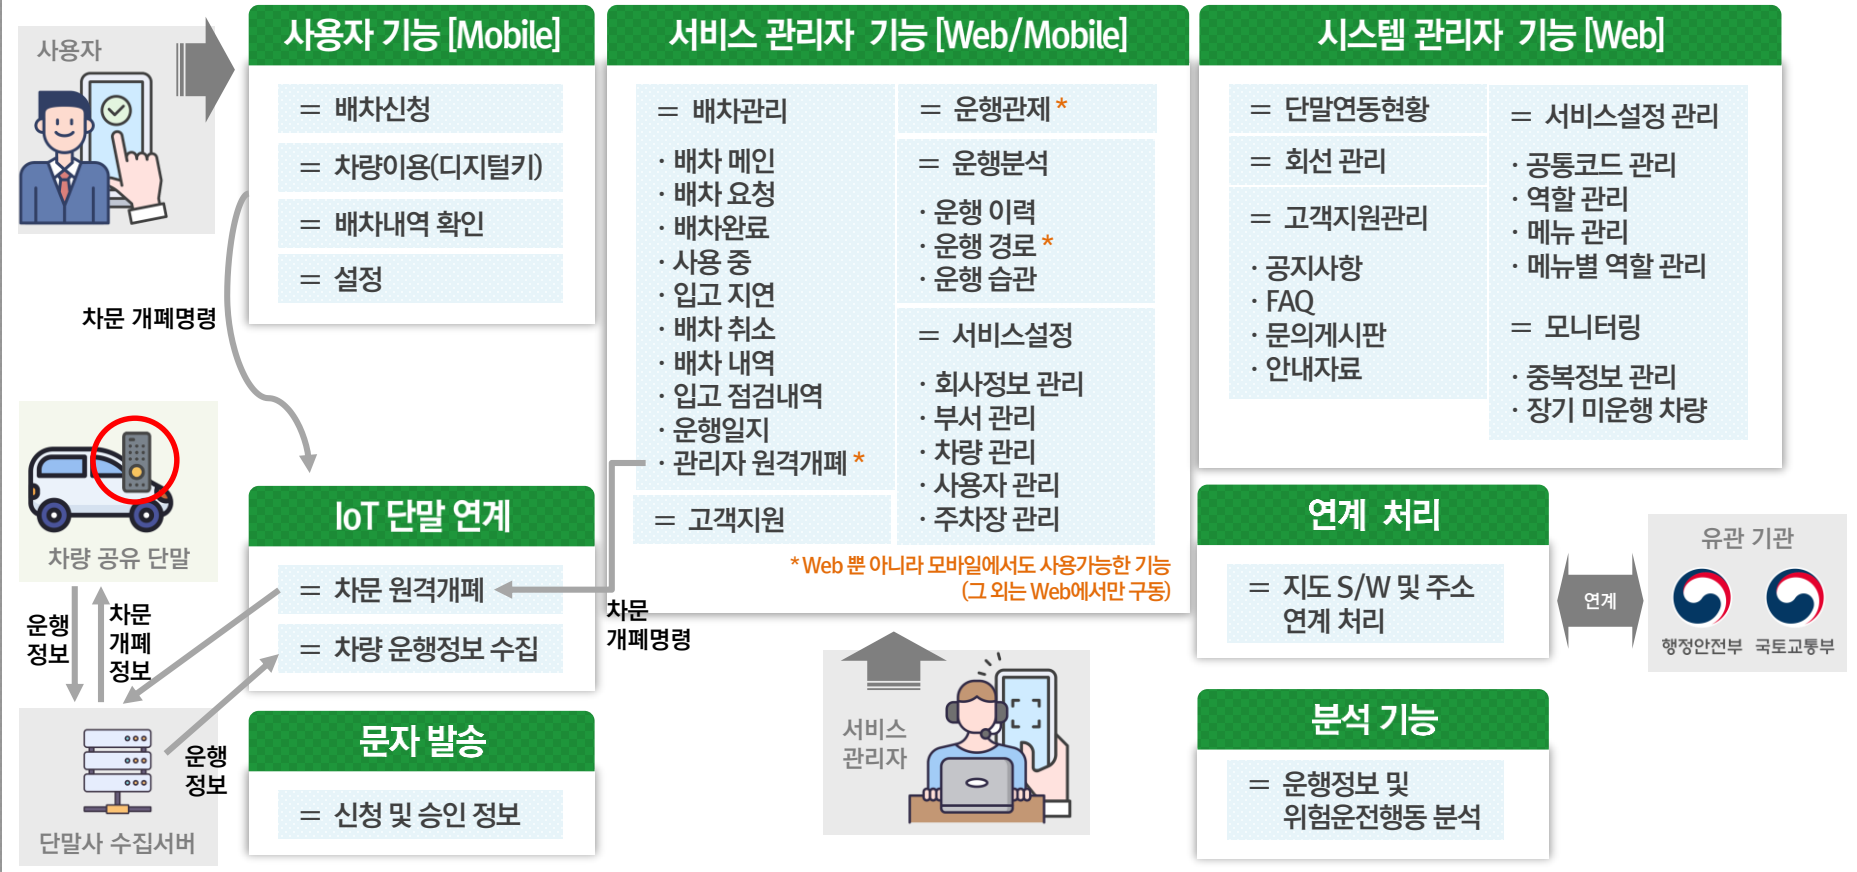 사용자
사용자 기능 [Mobile]
= 배차신청
= 차량이용(디지털키)
= 배차내역 확인
= 설정
차문 개폐명령
서비스 관리자 기능 [Web/Mobile]
= 배차관리
· 배차 메인
· 배차 요청
· 배차완료
· 사용 중
· 입고 지연
· 배차 취소
· 배차 내역
· 입고 점검내역
· 운행일지
· 관리자 원격개폐 *
= 고객지원
= 운행관제 *
= 운행분석
· 운행 이력
· 운행 경로 *
· 운행 습관
= 서비스설정
· 회사정보 관리
· 부서 관리
· 차량 관리
· 사용자 관리
· 주차장 관리
* Web 뿐 아니라 모바일에서도 사용가능한 기능
(그 외는 Web에서만 구동)
시스템 관리자 기능 [Web]
= 단말연동현황
= 회선 관리
= 고객지원관리
· 공지사항
· FAQ
· 문의게시판
· 안내자료
= 서비스설정 관리
· 공통코드 관리
· 역할 관리
· 메뉴 관리
· 메뉴별 역할 관리
= 모니터링
· 중복정보 관리
· 장기 미운행 차량
차량 공유 단말
운행
정보
차문
개폐
정보
단말사 수집서버
운행
정보
IoT 단말 연계
= 차문 원격개폐
= 차량 운행정보 수집
차문
개폐명령
문자 발송
= 신청 및 승인 정보
서비스
관리자
연계 처리
= 지도 S/W 및 주소
연계 처리
연계
유관 기관
행정안전부 국토교통부
분석 기능
= 운행정보 및
위험운전행동 분석